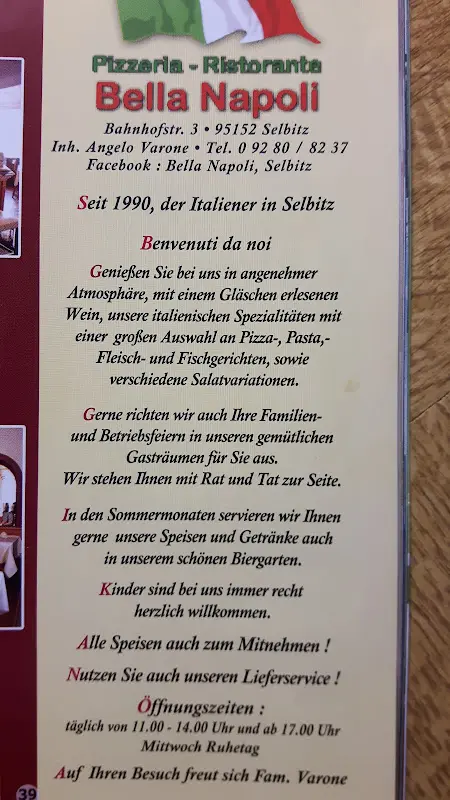 Pizzeria - Ristorante
Bella Napoli
Bahnhofstr. 3 • 95152 Selbitz
Inh. Angelo Varone • Tel. 0 92 80 / 82 37
Facebook : Bella Napoli, Selbitz
Seit 1990, der Italiener in Selbitz
Benvenuti da noi
Genießen Sie bei uns in angenehmer
Atmosphäre, mit einem Gläschen erlesenen
Wein, unsere italienischen Spezialitäten mit
einer großen Auswahl an Pizza-, Pasta,-
Fleisch- und Fischgerichten, sowie
verschiedene Salatvariationen.
Gerne richten wir auch Ihre Familien-
und Betriebsfeiern in unseren gemütlichen
Gasträumen für Sie aus.
Wir stehen Ihnen mit Rat und Tat zur Seite.
In den Sommermonaten servieren wir Ihnen
gerne unsere Speisen und Getränke auch
in unserem schönen Biergarten.
Kinder sind bei uns immer recht
herzlich willkommen.
Alle Speisen auch zum Mitnehmen !
Nutzen Sie auch unseren Lieferservice !
Öffnungszeiten :
täglich von 11.00 - 14.00 Uhr und ab 17.00 Uhr
Mittwoch Ruhetag
Auf Ihren Besuch freut sich Fam. Varone
39